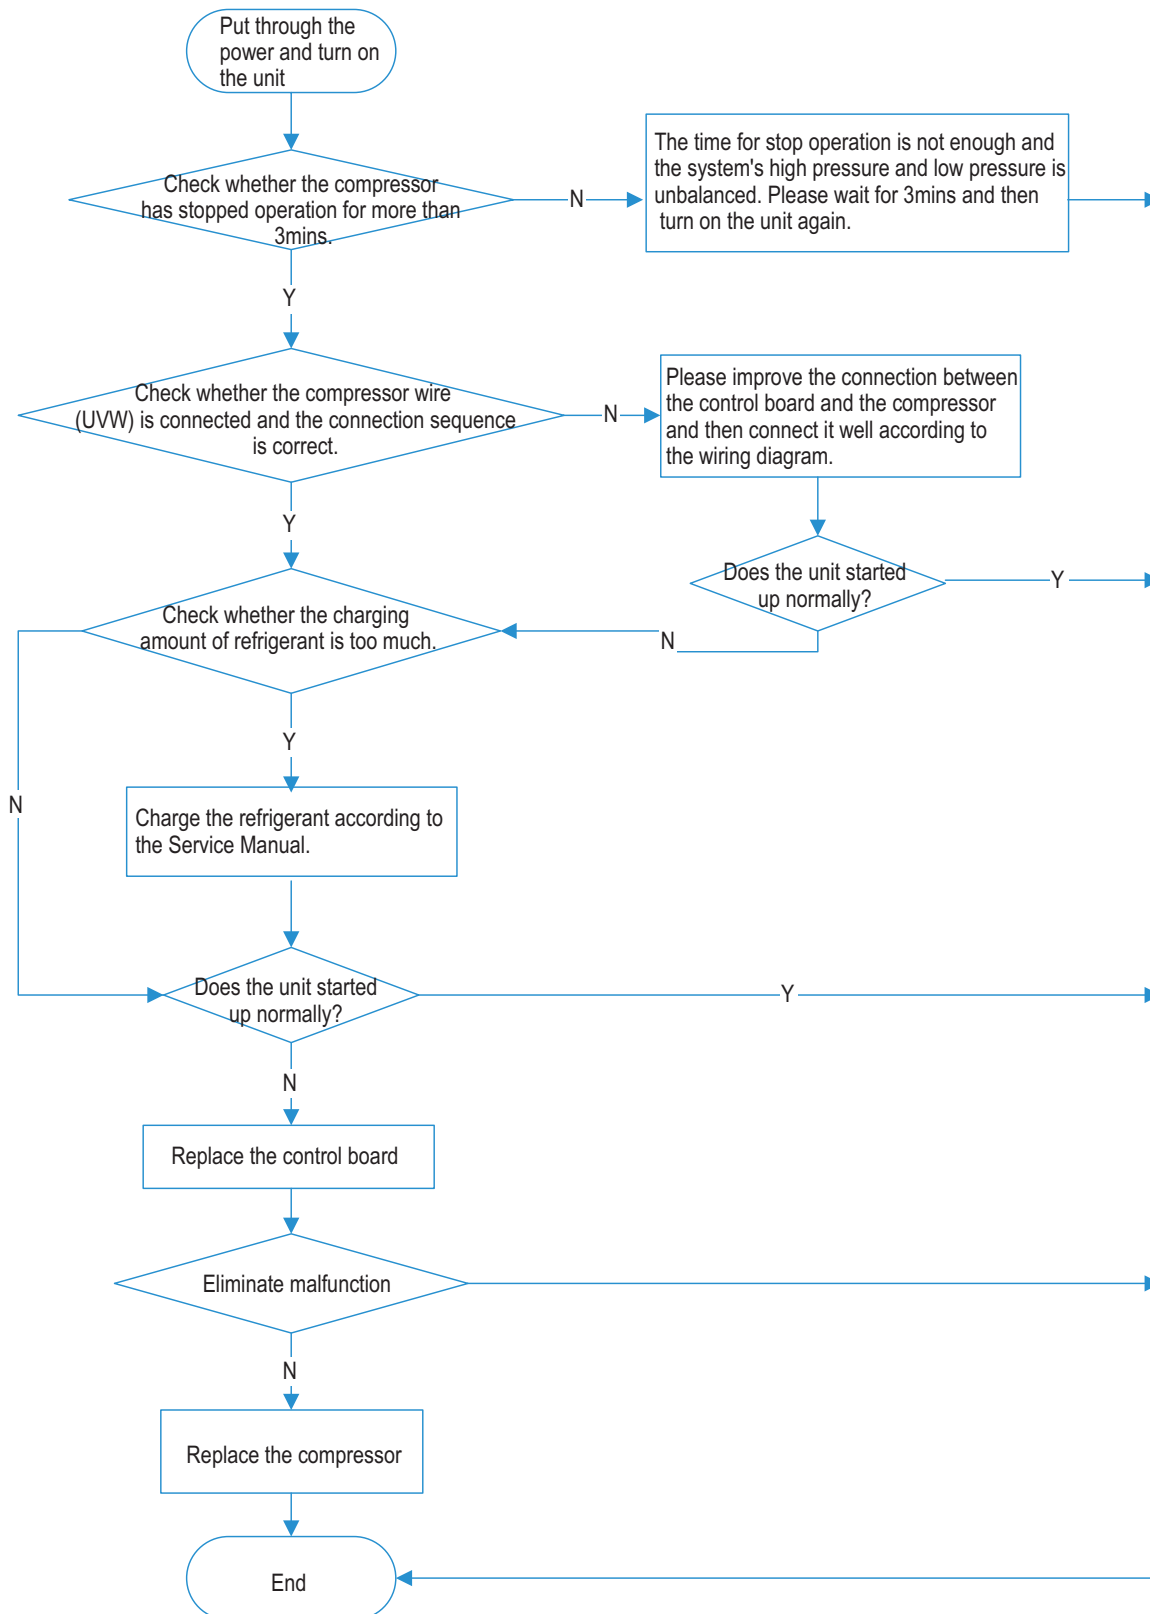 Put through the
power and turn on
the unit
Check whether the compressor
has stopped operation for more than
3mins.
N
The time for stop operation is not enough and
the system's high pressure and low pressure is
unbalanced. Please wait for 3mins and then
turn on the unit again.
Y
Check whether the compressor wire
(UVW) is connected and the connection sequence
is correct.
N
Please improve the connection between
the control board and the compressor
and then connect it well according to
the wiring diagram.
Y
Does the unit started
up normally?
Y
Check whether the charging
amount of refrigerant is too much.
N
Y
N
Charge the refrigerant according to
the Service Manual.
Does the unit started
up normally?
Y
N
Replace the control board
Eliminate malfunction
N
Replace the compressor
End